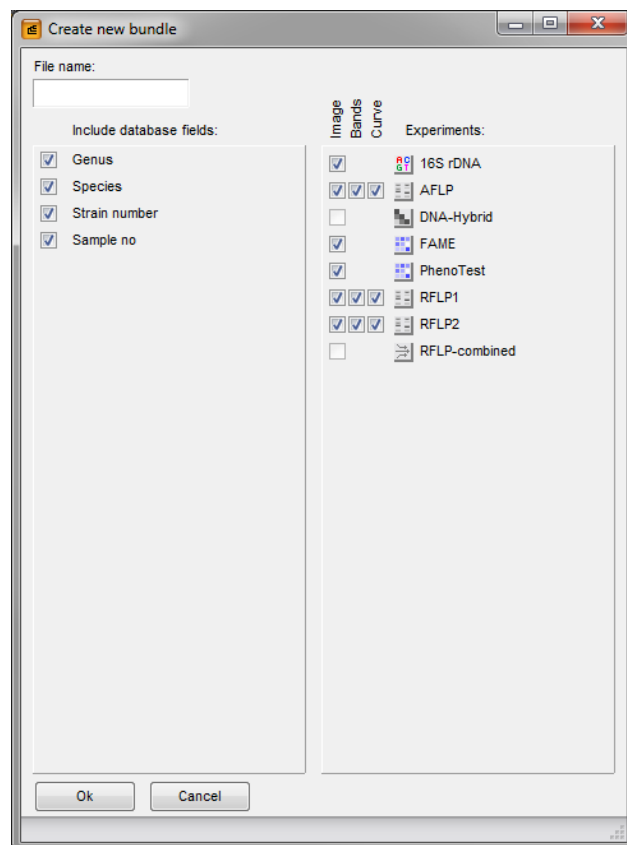 Create new bundle
File name:
Image
Bands
Curve
Include database fields:
Experiments:
Genus
Species
Strain number
Sample no
16S rDNA
AFLP
DNA-Hybrid
FAME
PhenoTest
RFLP1
RFLP2
RFLP-combined
Ok
Cancel